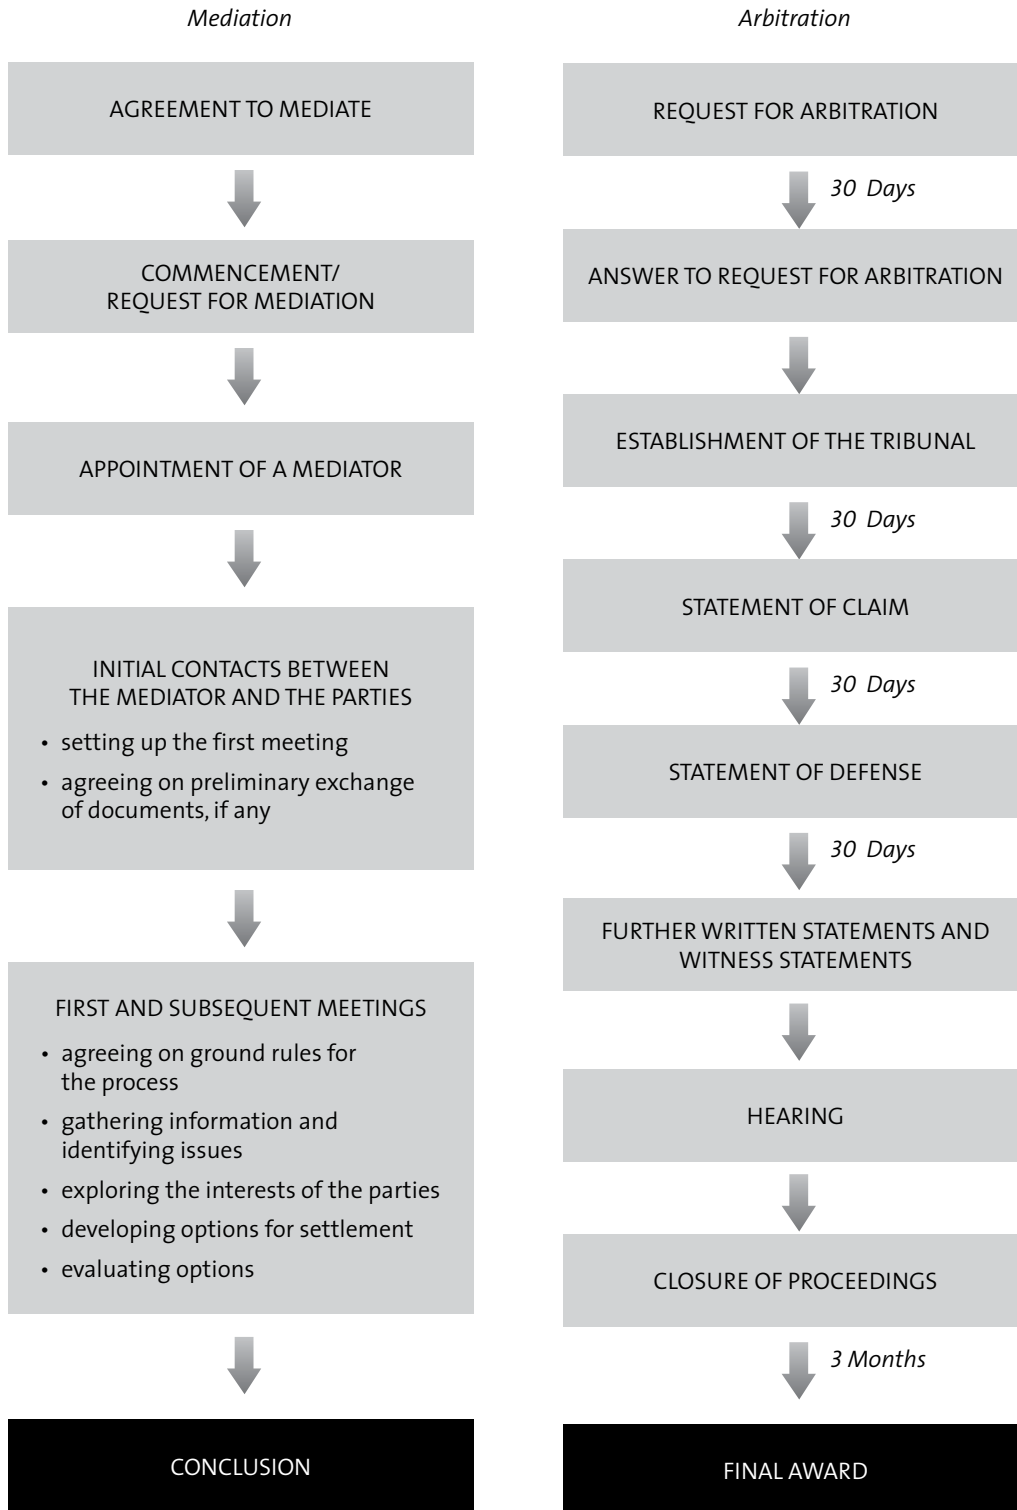 Mediation
AGREEMENT TO MEDIATE
COMMENCEMENT/
REQUEST FOR MEDIATION
APPOINTMENT OF A MEDIATOR
INITIAL CONTACTS BETWEEN
THE MEDIATOR AND THE PARTIES
• setting up the first meeting
• agreeing on preliminary exchange
of documents, if any
FIRST AND SUBSEQUENT MEETINGS
• agreeing on ground rules for
the process
• gathering information and
identifying issues
• exploring the interests of the parties
• developing options for settlement
• evaluating options
CONCLUSION
Arbitration
REQUEST FOR ARBITRATION
30 Days
ANSWER TO REQUEST FOR ARBITRATION
ESTABLISHMENT OF THE TRIBUNAL
30 Days
STATEMENT OF CLAIM
30 Days
STATEMENT OF DEFENSE
30 Days
FURTHER WRITTEN STATEMENTS AND
WITNESS STATEMENTS
HEARING
CLOSURE OF PROCEEDINGS
3 Months
FINAL AWARD